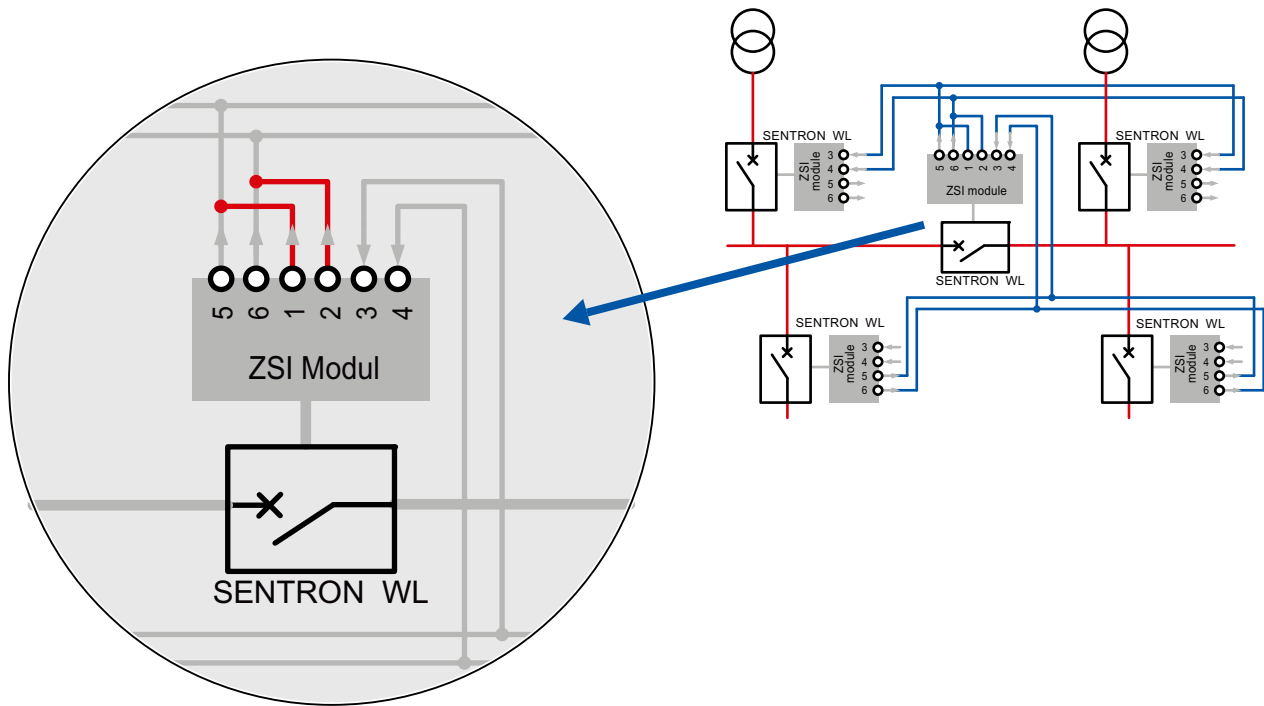 5 6 1 2 3 4
ZSI Modul
SENTRON WL
SENTRON WL
ZSI
module
3
4
5
6
5 6 1 2 3 4
ZSI module
SENTRON WL
SENTRON WL
ZSI
module
3
4
5
6
SENTRON WL
ZSI
module
3
4
5
6
SENTRON WL
ZSI
module
3
4
5
6